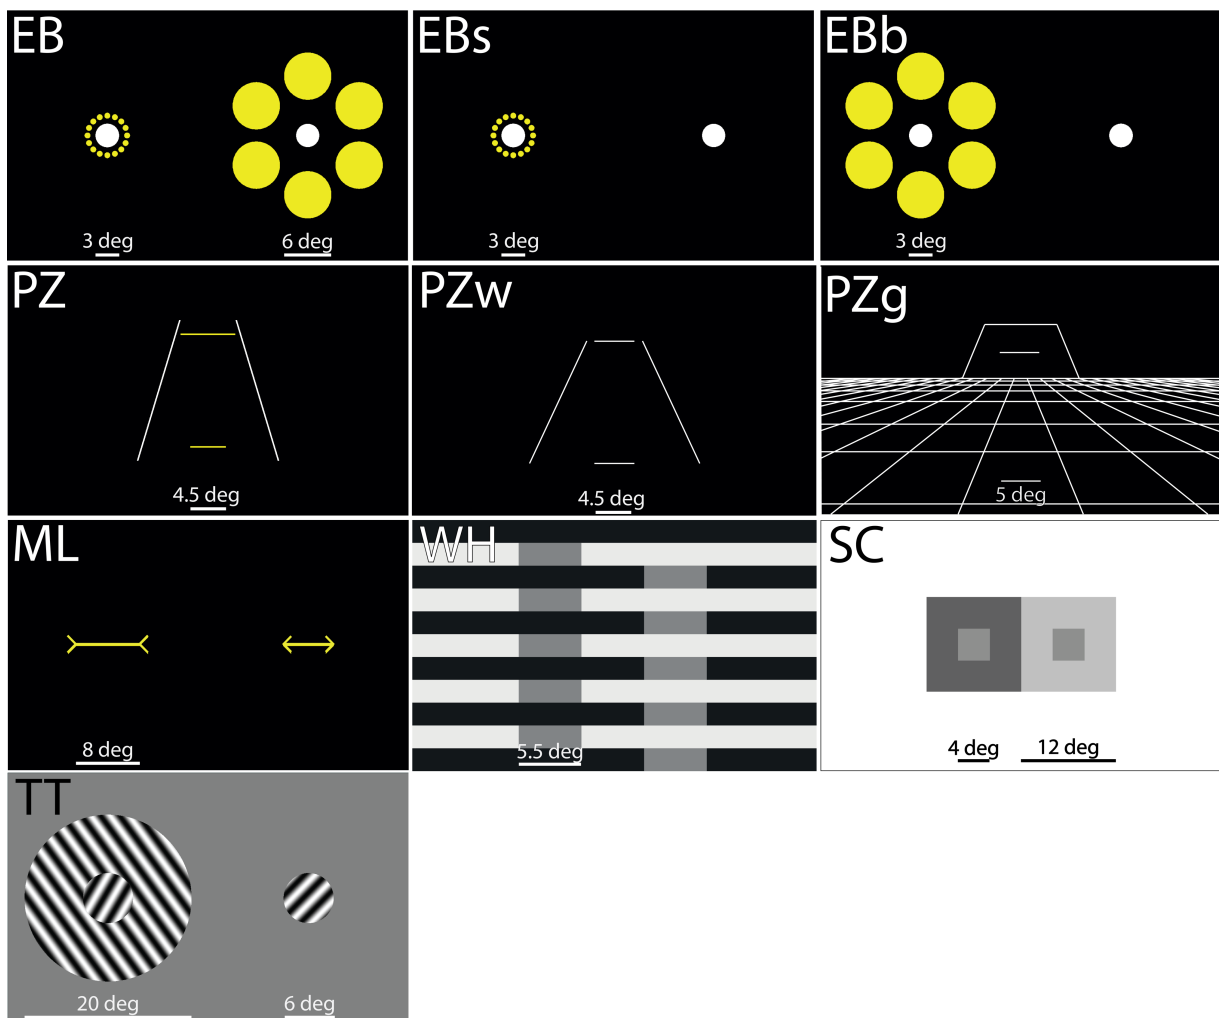 EB
3 deg
6 deg
EBs
3 deg
EBb
3 deg
PZ
4.5 deg
PZw
4.5 deg
PZg
5 deg
ML
8 deg
WH
5.5 deg
SC
4 deg
12 deg
TT
20 deg
6 deg